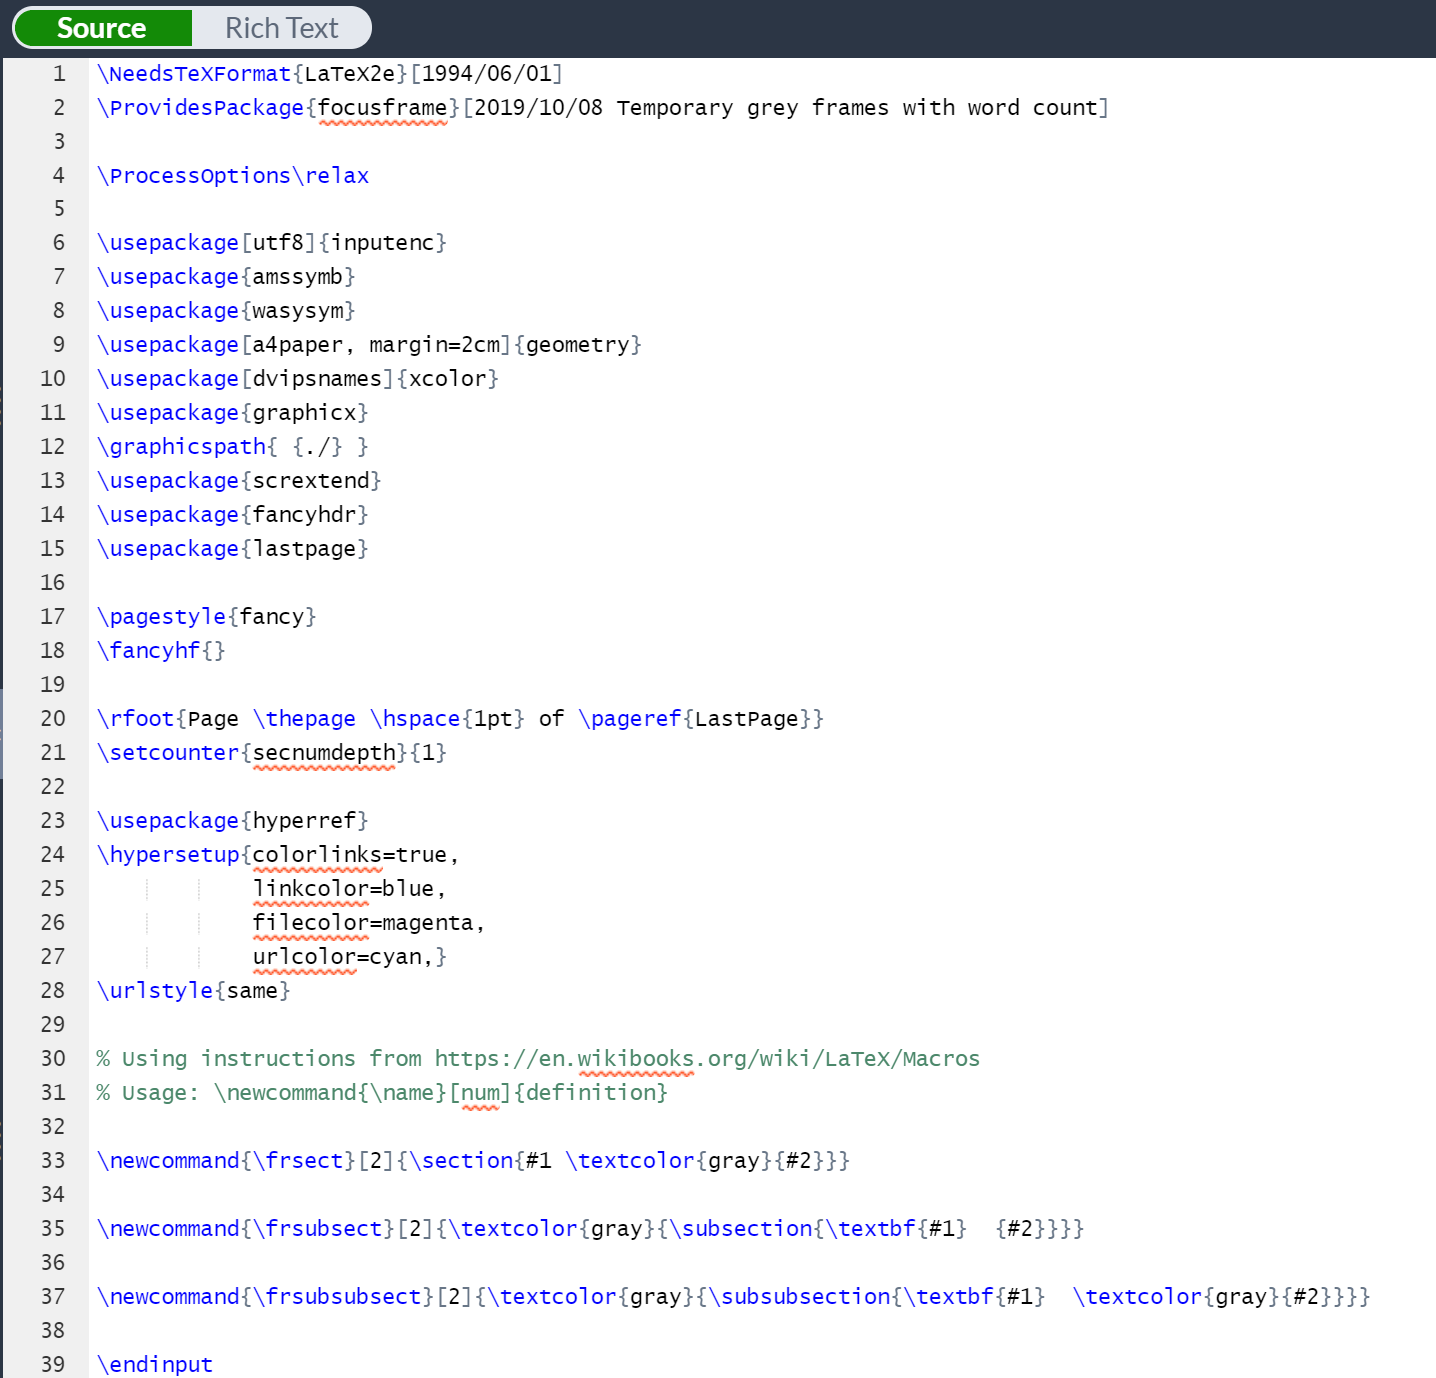 Source Rich Text
1 \NeedsTeXFormat{LaTeX2e}[1994/06/01]
2 \ProvidesPackage{focusframe}[2019/10/08 Temporary grey frames with word count]
3
4 \ProcessOptions\relax
5
6 \usepackage[utf8]{inputenc}
7 \usepackage{amssymb}
8 \usepackage{wasysym}
9 \usepackage[a4paper, margin=2cm]{geometry}
10 \usepackage[dvipsnames]{xcolor}
11 \usepackage{graphicx}
12 \graphicspath{ {./} }
13 \usepackage{scrextend}
14 \usepackage{fancyhdr}
15 \usepackage{lastpage}
16
17 \pagestyle{fancy}
18 \fancyhf{}
19
20 \rfoot{Page \thepage \hspace{1pt} of \pageref{LastPage}}
21 \setcounter{secnumdepth}{1}
22
23 \usepackage{hyperref}
24 \hypersetup{colorlinks=true,
25 linkcolor=blue,
26 filecolor=magenta,
27 urlcolor=cyan,}
28 \urlstyle{same}
29
30 % Using instructions from https://en.wikibooks.org/wiki/LaTeX/Macros
31 % Usage: \newcommand{\name}[num]{definition}
32
33 \newcommand{\frsect}[2]{\section{#1 \textcolor{gray}{#2}}}
34
35 \newcommand{\frsubsect}[2]{\textcolor{gray}{\subsection{\textbf{#1}  {#2}}}}
36
37 \newcommand{\frsubsubsect}[2]{\textcolor{gray}{\subsubsection{\textbf{#1}  \textcolor{gray}{#2}}}}
38
39 \endinput